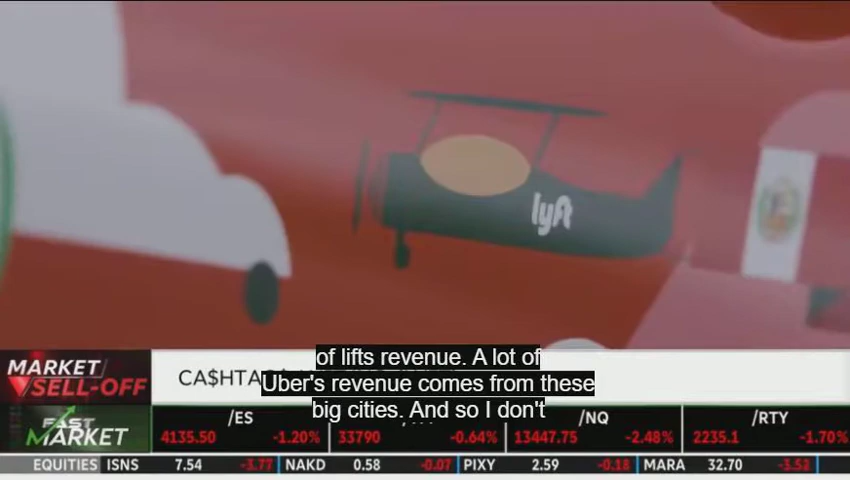 lyft
of lifts revenue. A lot of
Uber's revenue comes from these
big cities. And so I don't
MARKET
SELL-OFF
CA$HTA
FAST
MARKET
/ES
/NQ
/RTY
4135.50 -1.20%
33790 -0.64%
13447.75 -2.48%
2235.1 -1.70%
EQUITIES ISNS 7.54 -3.77 NAKD 0.58 -0.07 PIXY 2.59 -0.18 MARA 32.70 -3.52